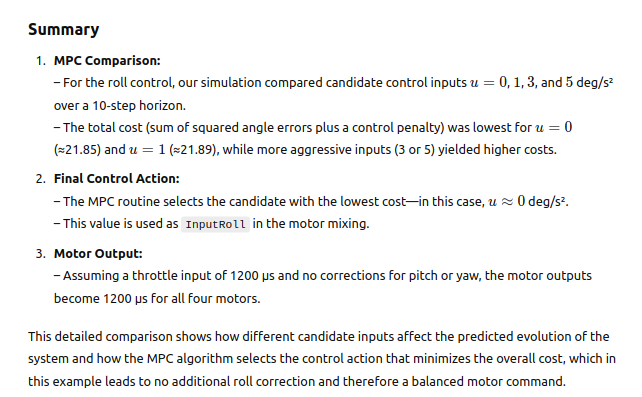 Summary
1. MPC Comparison:
– For the roll control, our simulation compared candidate control inputs u = 0, 1, 3, and 5 deg/s²
over a 10-step horizon.
– The total cost (sum of squared angle errors plus a control penalty) was lowest for u = 0
(≈21.85) and u = 1 (≈21.89), while more aggressive inputs (3 or 5) yielded higher costs.
2. Final Control Action:
– The MPC routine selects the candidate with the lowest cost—in this case, u ≈ 0 deg/s².
– This value is used as InputRoll in the motor mixing.
3. Motor Output:
– Assuming a throttle input of 1200 µs and no corrections for pitch or yaw, the motor outputs
become 1200 µs for all four motors.
This detailed comparison shows how different candidate inputs affect the predicted evolution of the
system and how the MPC algorithm selects the control action that minimizes the overall cost, which in
this example leads to no additional roll correction and therefore a balanced motor command.